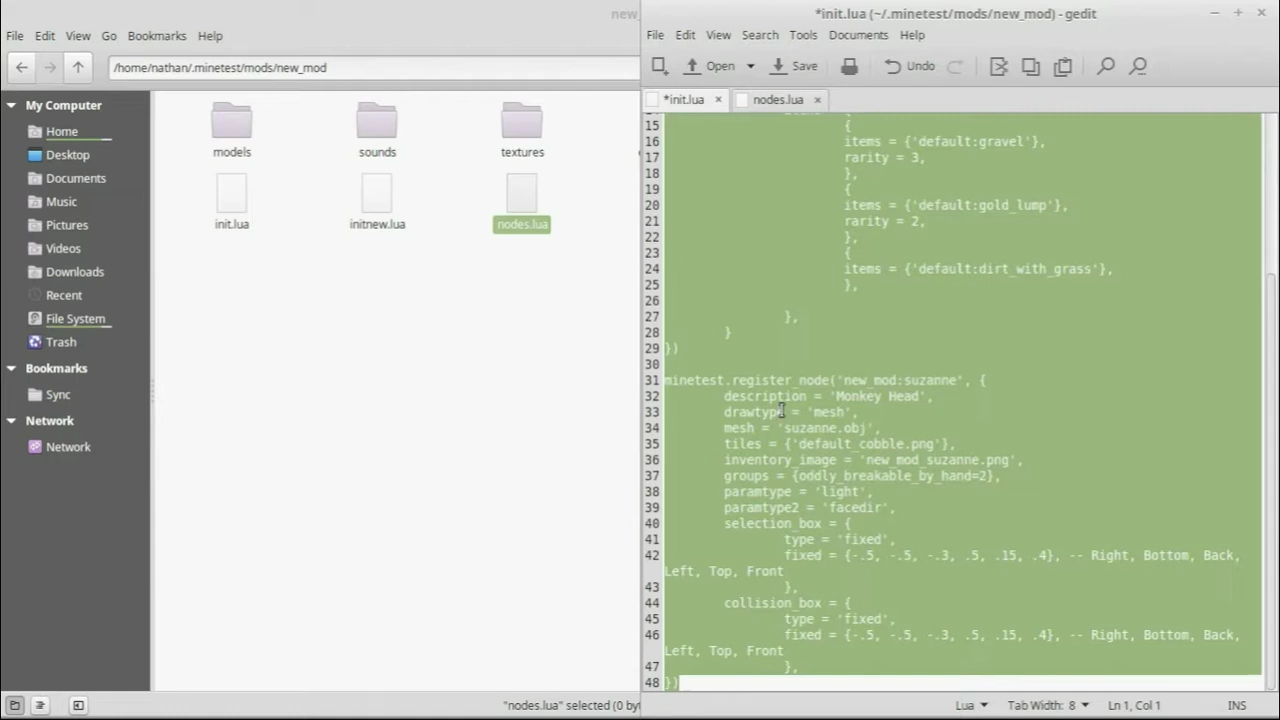 new_
File Edit View Go Bookmarks Help
/home/nathan/.minetest/mods/new_mod
My Computer
Home
Desktop
Documents
Music
Pictures
Videos
Downloads
Recent
File System
Trash
Bookmarks
Sync
Network
Network
models sounds textures
init.lua initnew.lua nodes.lua
"nodes.lua" selected (0 by
*init.lua (~/.minetest/mods/new_mod) - gedit
File Edit View Search Tools Documents Help
Open Save Undo
*init.lua nodes.lua
15 {
16 items = {'default:gravel'},
17 rarity = 3,
18 },
19 {
20 items = {'default:gold_lump'},
21 rarity = 2,
22 },
23 {
24 items = {'default:dirt_with_grass'},
25 },
26
27 },
28 }
29 })
30
31 minetest.register_node('new_mod:suzanne', {
32 description = 'Monkey Head',
33 drawtype = 'mesh',
34 mesh = 'suzanne.obj',
35 tiles = {'default_cobble.png'},
36 inventory_image = 'new_mod_suzanne.png',
37 groups = {oddly_breakable_by_hand=2},
38 paramtype = 'light',
39 paramtype2 = 'facedir',
40 selection_box = {
41 type = 'fixed',
42 fixed = {-.5, -.5, -.3, .5, .15, .4}, -- Right, Bottom, Back,
Left, Top, Front
43 },
44 collision_box = {
45 type = 'fixed',
46 fixed = {-.5, -.5, -.3, .5, .15, .4}, -- Right, Bottom, Back,
Left, Top, Front
47 },
48 })
Lua Tab Width: 8 Ln 1, Col 1 INS